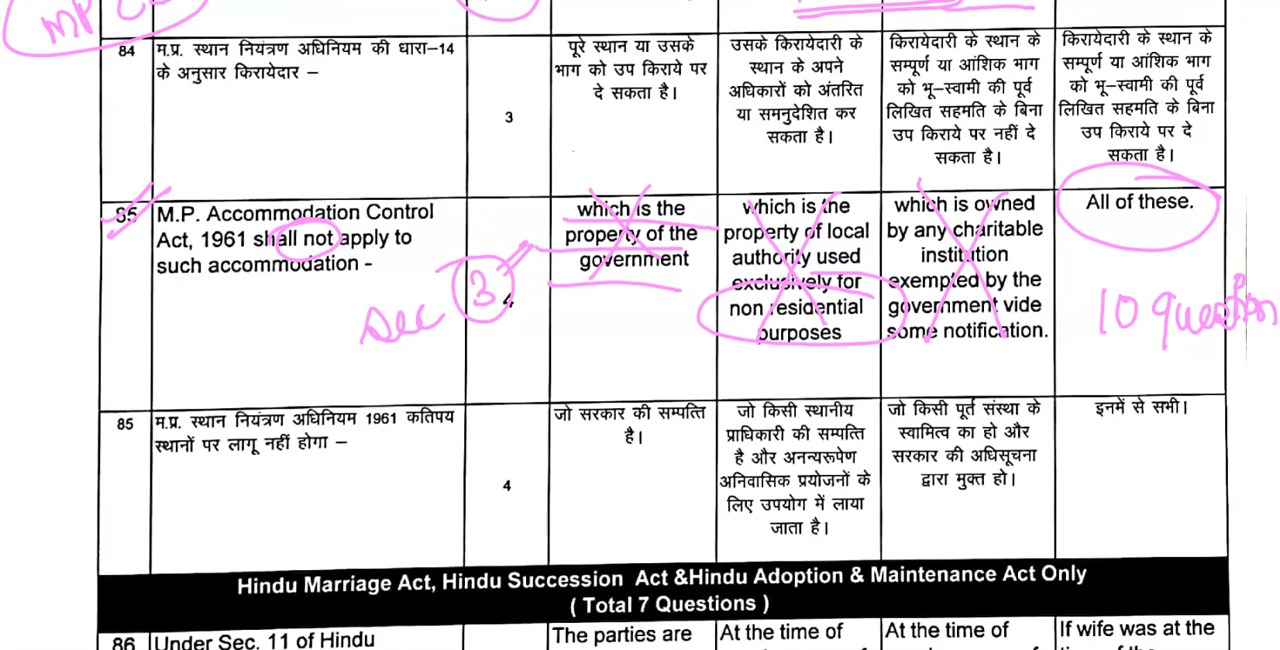 MP
84
म.प्र. स्थान नियंत्रण अधिनियम की धारा–14
के अनुसार किरायेदार –
3
पूरे स्थान या उसके
भाग को उप किराये पर
दे सकता है।
उसके किरायेदारी के
स्थान के अपने
अधिकारों को अंतरित
या समनुदेशित कर
सकता है।
किरायेदारी के स्थान के
सम्पूर्ण या आंशिक भाग
को भू–स्वामी की पूर्व
लिखित सहमति के बिना
उप किराये पर नहीं दे
सकता है।
किरायेदारी के स्थान के
सम्पूर्ण या आंशिक भाग
को भू–स्वामी की पूर्व
लिखित सहमति के बिना
उप किराये पर दे
सकता है।
85
M.P. Accommodation Control
Act, 1961 shall not apply to
such accommodation -
Sec 3
4
which is the
property of the
government
which is the
property of local
authority used
exclusively for
non residential
purposes
which is owned
by any charitable
institution
exempted by the
government vide
some notification.
All of these.
10 question
85
म.प्र. स्थान नियंत्रण अधिनियम 1961 कतिपय
स्थानों पर लागू नहीं होगा –
4
जो सरकार की सम्पत्ति
है।
जो किसी स्थानीय
प्राधिकारी की सम्पत्ति
है और अनन्यरूपेण
अनिवासिक प्रयोजनों के
लिए उपयोग में लाया
जाता है।
जो किसी पूर्त संस्था के
स्वामित्व का हो और
सरकार की अधिसूचना
द्वारा मुक्त हो।
इनमें से सभी।
Hindu Marriage Act, Hindu Succession Act &Hindu Adoption & Maintenance Act Only
( Total 7 Questions )
86
Under Sec. 11 of Hindu
The parties are
At the time of
At the time of
If wife was at the